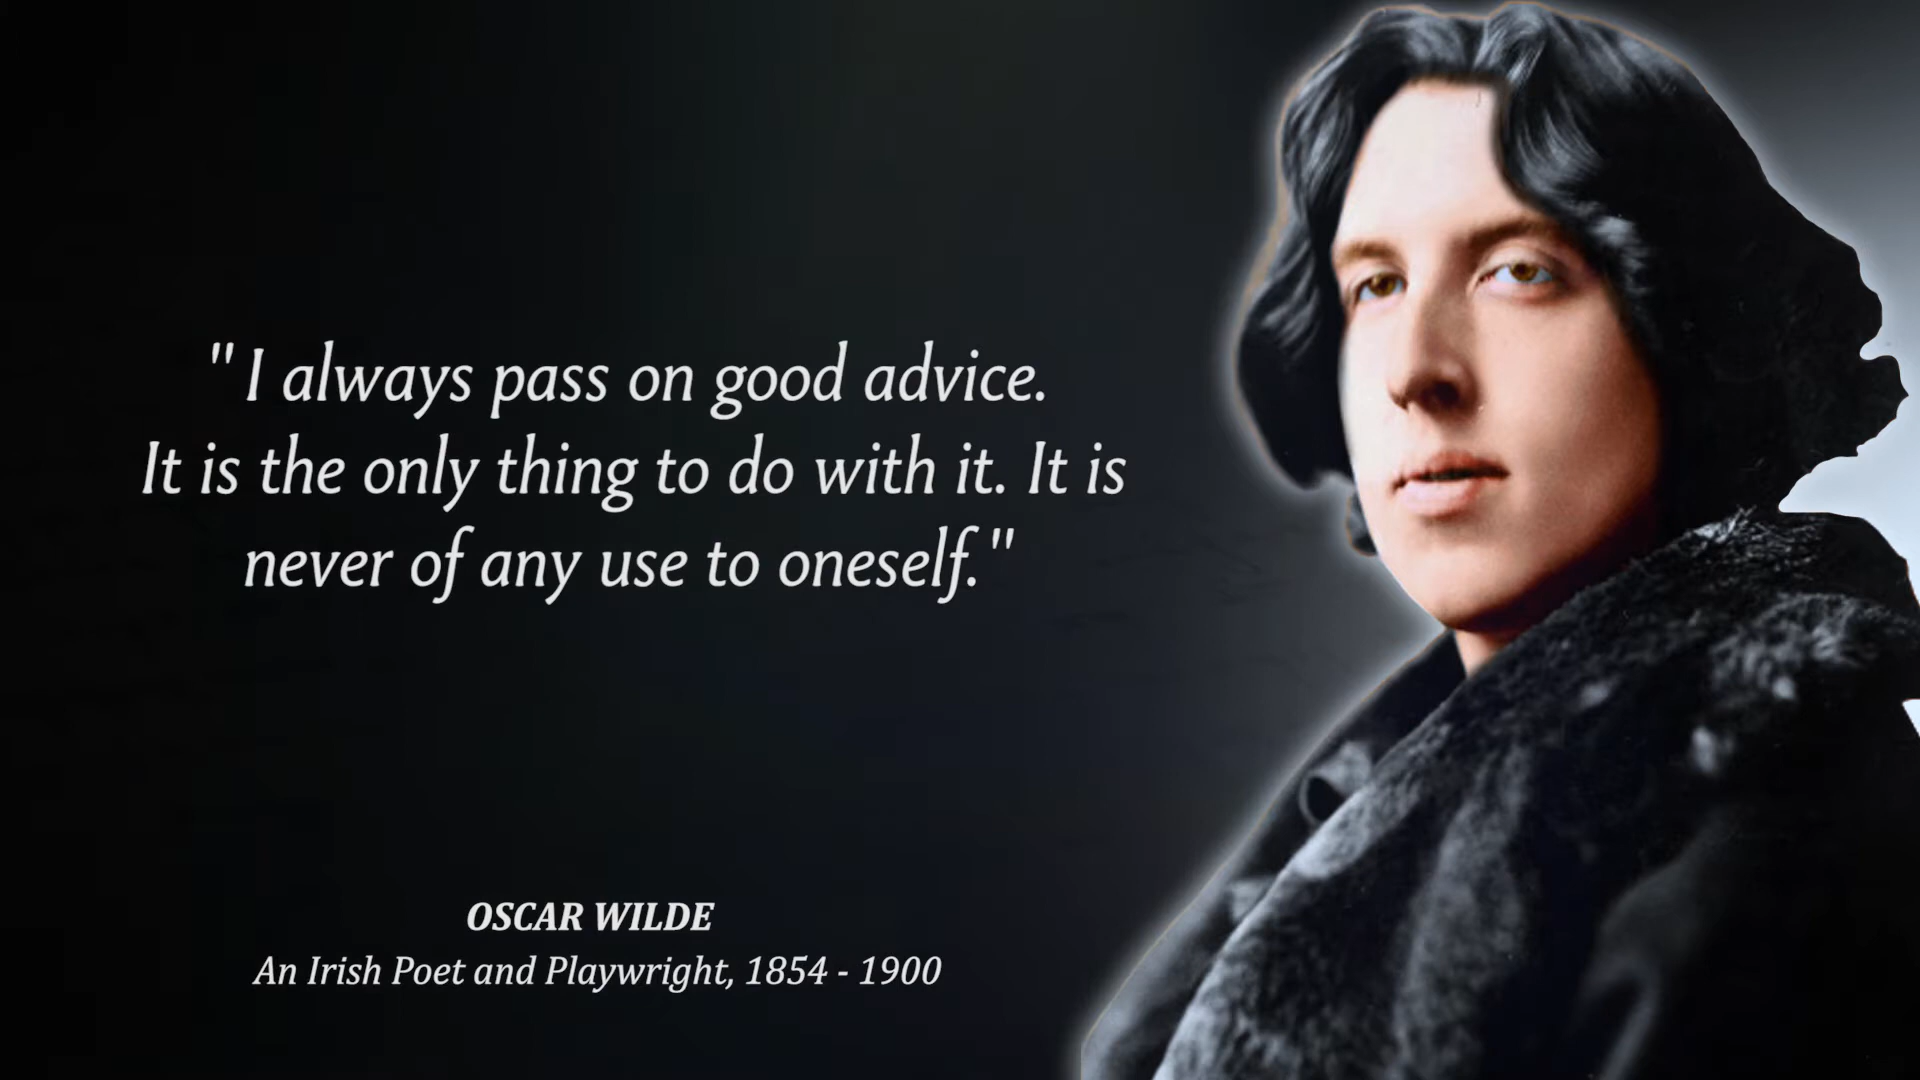 "I always pass on good advice.
It is the only thing to do with it. It is
never of any use to oneself."
OSCAR WILDE
An Irish Poet and Playwright, 1854 - 1900